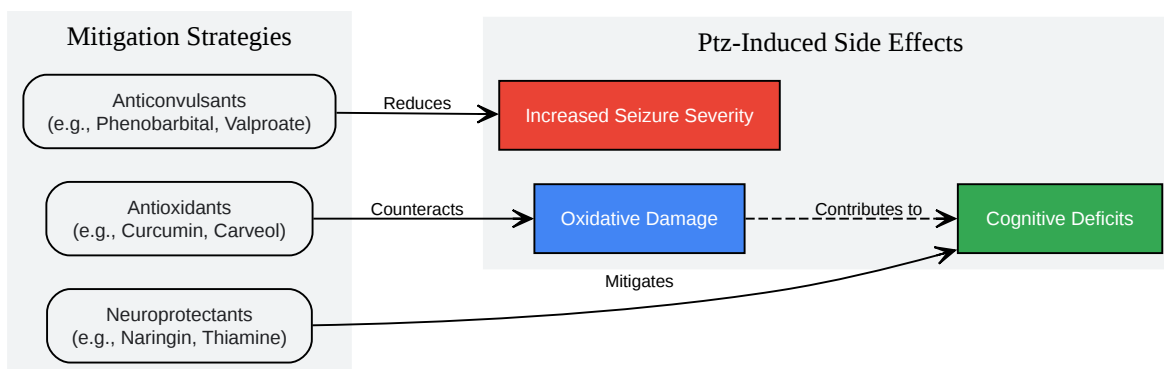 Mitigation Strategies
Ptz-Induced Side Effects
Anticonvulsants
(e.g., Phenobarbital, Valproate)
Reduces
Increased Seizure Severity
Antioxidants
(e.g., Curcumin, Carveol)
Counteracts
Oxidative Damage
Contributes to
Cognitive Deficits
Mitigates
Neuroprotectants
(e.g., Naringin, Thiamine)